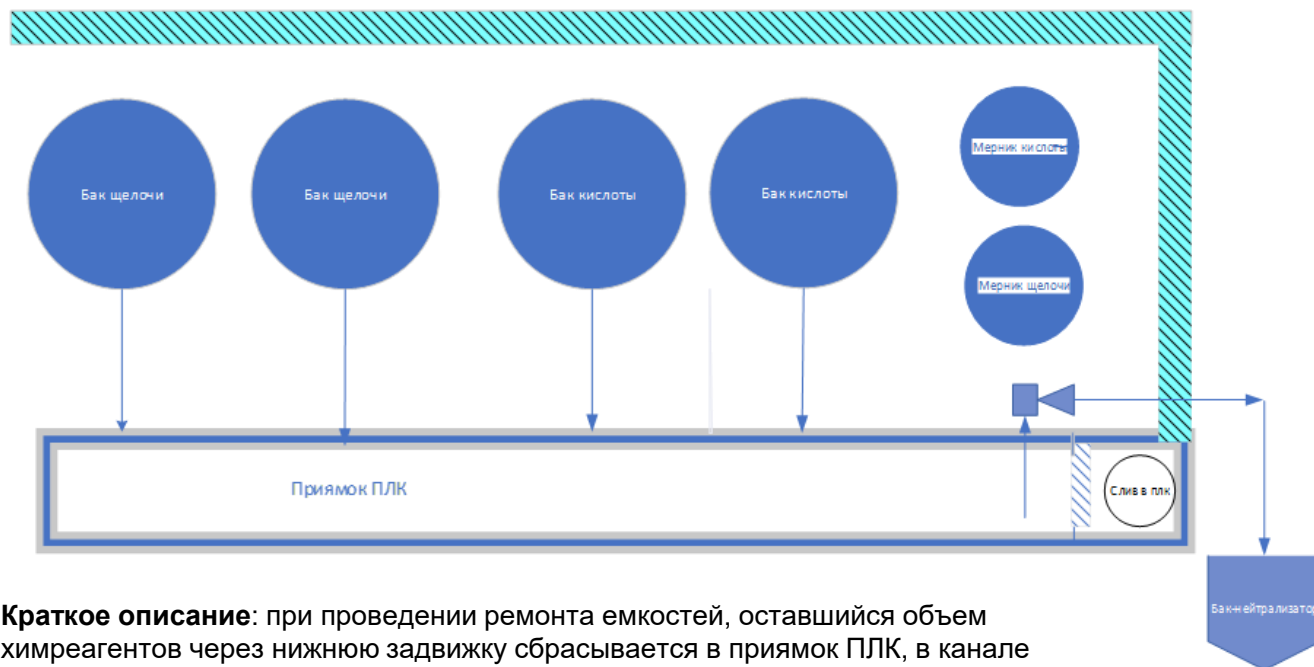 Бак щелочи
Бак щелочи
Бак кислоты
Бак кислоты
Мерник кислоты
Мерник щелочи
Приямок ПЛК
Слив в плк
Бак-нейтрализатор
Краткое описание: при проведении ремонта емкостей, оставшийся объем
химреагентов через нижнюю задвижку сбрасывается в приямок ПЛК, в канале